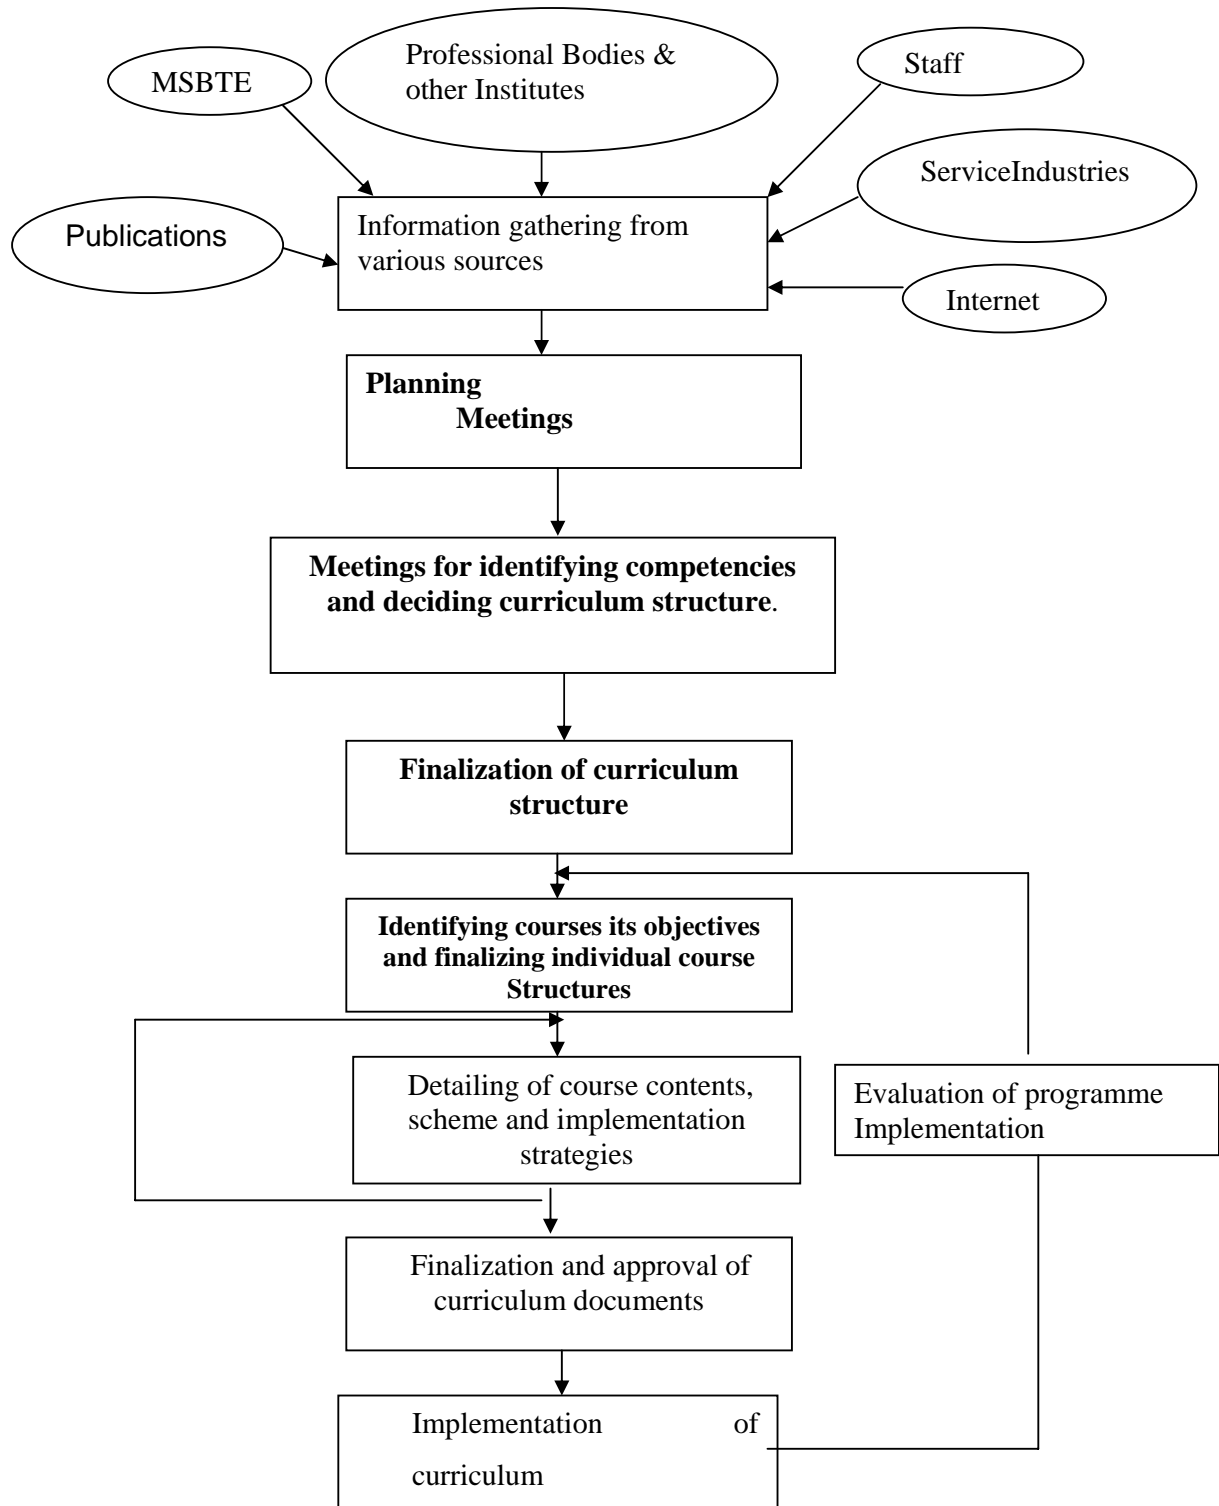 MSBTE
Professional Bodies &
other Institutes
Staff
ServiceIndustries
Publications
Information gathering from
various sources
Internet
Planning
Meetings
Meetings for identifying competencies
and deciding curriculum structure.
Finalization of curriculum
structure
Identifying courses its objectives
and finalizing individual course
Structures
Detailing of course contents,
scheme and implementation
strategies
Evaluation of programme
Implementation
Finalization and approval of
curriculum documents
Implementation of
curriculum